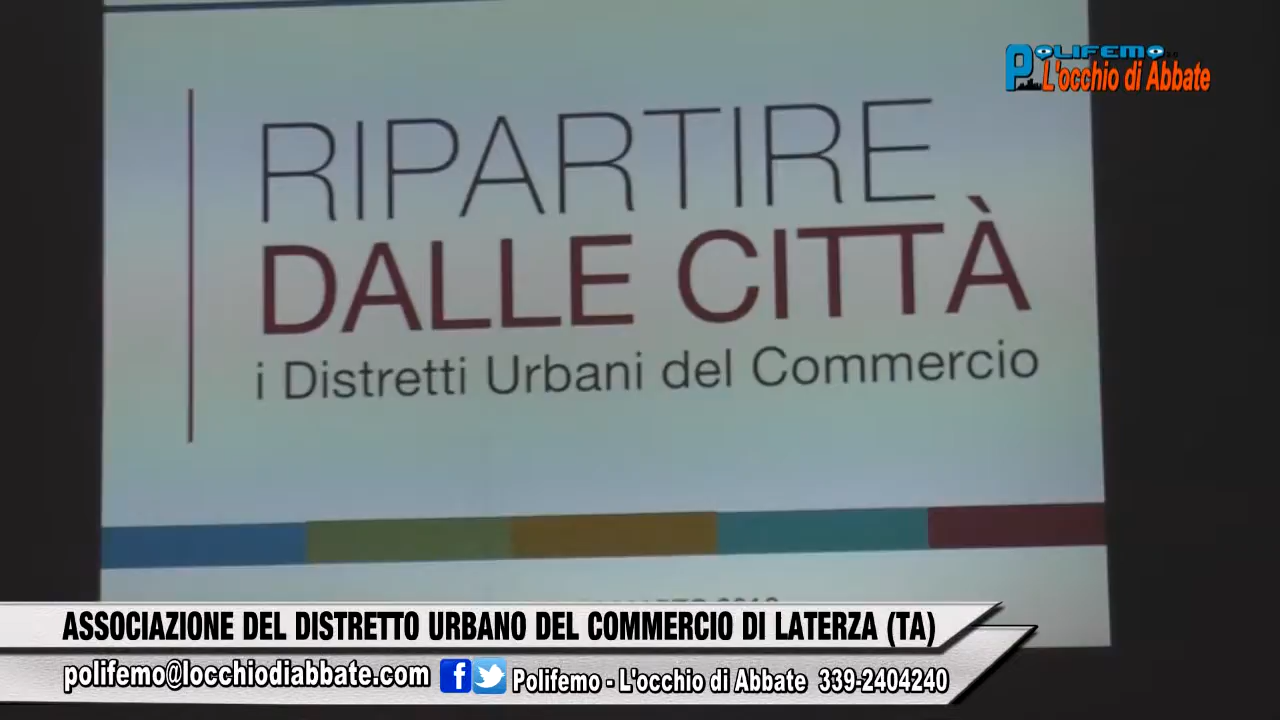 POLIFEMO
L'occhio di Abbate
RIPARTIRE
DALLE CITTÀ
i Distretti Urbani del Commercio
ASSOCIAZIONE DEL DISTRETTO URBANO DEL COMMERCIO DI LATERZA (TA)
polifemo@locchiodiabbate.com Polifemo - L'occhio di Abbate 339-2404240